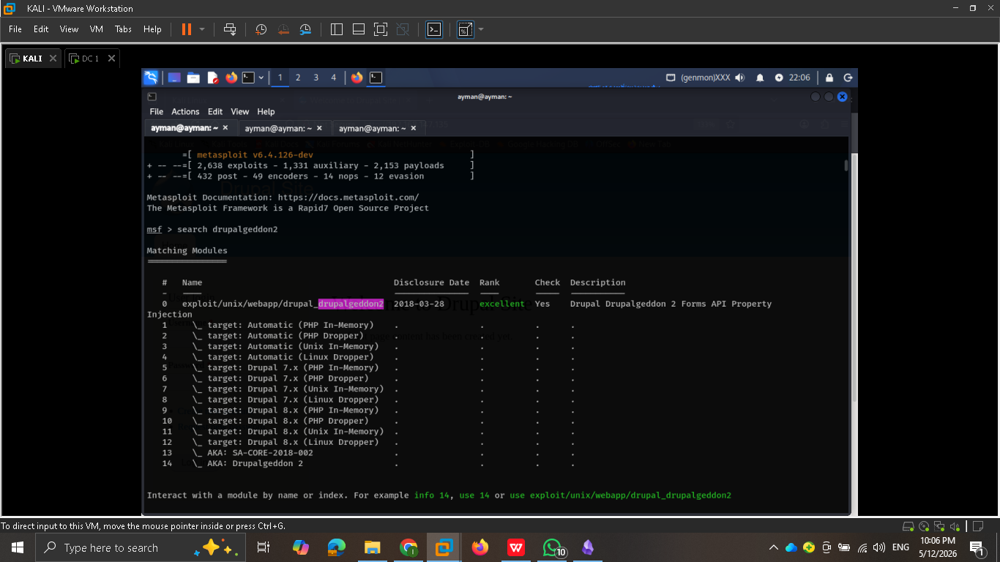 KALI - VMware Workstation
File Edit View VM Tabs Help
KALI DC 1
1 2 3 4 (genmon)XXX 22:06
ayman@ayman: ~
File Actions Edit View Help
ayman@ayman: ~ ayman@ayman: ~ ayman@ayman: ~
=[ metasploit v6.4.126-dev ]
+ -- --=[ 2,638 exploits - 1,331 auxiliary - 2,153 payloads ]
+ -- --=[ 432 post - 49 encoders - 14 nops - 12 evasion ]
Metasploit Documentation: https://docs.metasploit.com/
The Metasploit Framework is a Rapid7 Open Source Project
msf > search drupalgeddon2
Matching Modules
================
# Name Disclosure Date Rank Check Description
- ---- --------------- ---- ----- -----------
0 exploit/unix/webapp/drupal_drupalgeddon2 2018-03-28 excellent Yes Drupal Drupalgeddon 2 Forms API Property
Injection
1 \_ target: Automatic (PHP In-Memory) . . . .
2 \_ target: Automatic (PHP Dropper) . . . .
3 \_ target: Automatic (Unix In-Memory) . . . .
4 \_ target: Automatic (Linux Dropper) . . . .
5 \_ target: Drupal 7.x (PHP In-Memory) . . . .
6 \_ target: Drupal 7.x (PHP Dropper) . . . .
7 \_ target: Drupal 7.x (Unix In-Memory) . . . .
8 \_ target: Drupal 7.x (Linux Dropper) . . . .
9 \_ target: Drupal 8.x (PHP In-Memory) . . . .
10 \_ target: Drupal 8.x (PHP Dropper) . . . .
11 \_ target: Drupal 8.x (Unix In-Memory) . . . .
12 \_ target: Drupal 8.x (Linux Dropper) . . . .
13 \_ AKA: SA-CORE-2018-002 . . . .
14 \_ AKA: Drupalgeddon 2 . . . .
Interact with a module by name or index. For example info 14, use 14 or use exploit/unix/webapp/drupal_drupalgeddon2
To direct input to this VM, move the mouse pointer inside or press Ctrl+G.
Type here to search
10
ENG
10:06 PM
5/12/2026
1